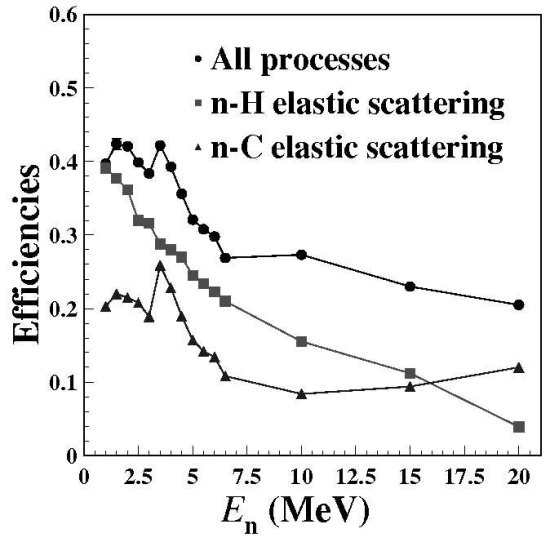 0.6
All processes
0.5
n-H elastic scattering
n-C elastic scattering
0.4
0.3
0.2
0.1
0
0 2.5 5 7.5 10 12.5 15 17.5 20
Efficiencies
En (MeV)